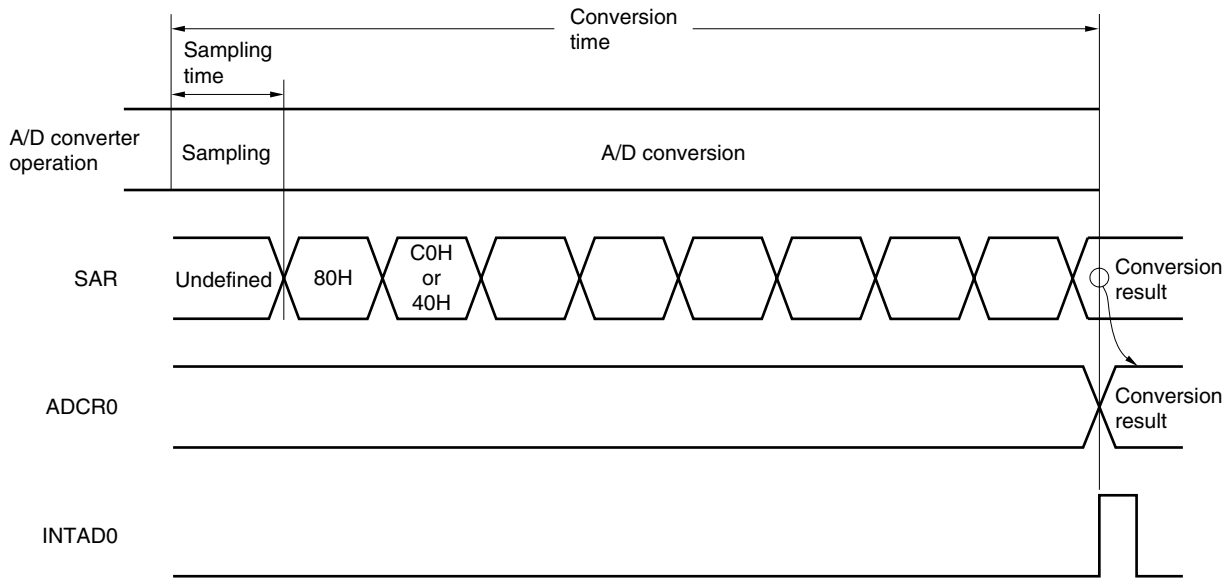 Conversion
time
Sampling
time
A/D converter
operation
Sampling
A/D conversion
SAR
Undefined
80H
C0H
or
40H
Conversion
result
ADCR0
Conversion
result
INTAD0